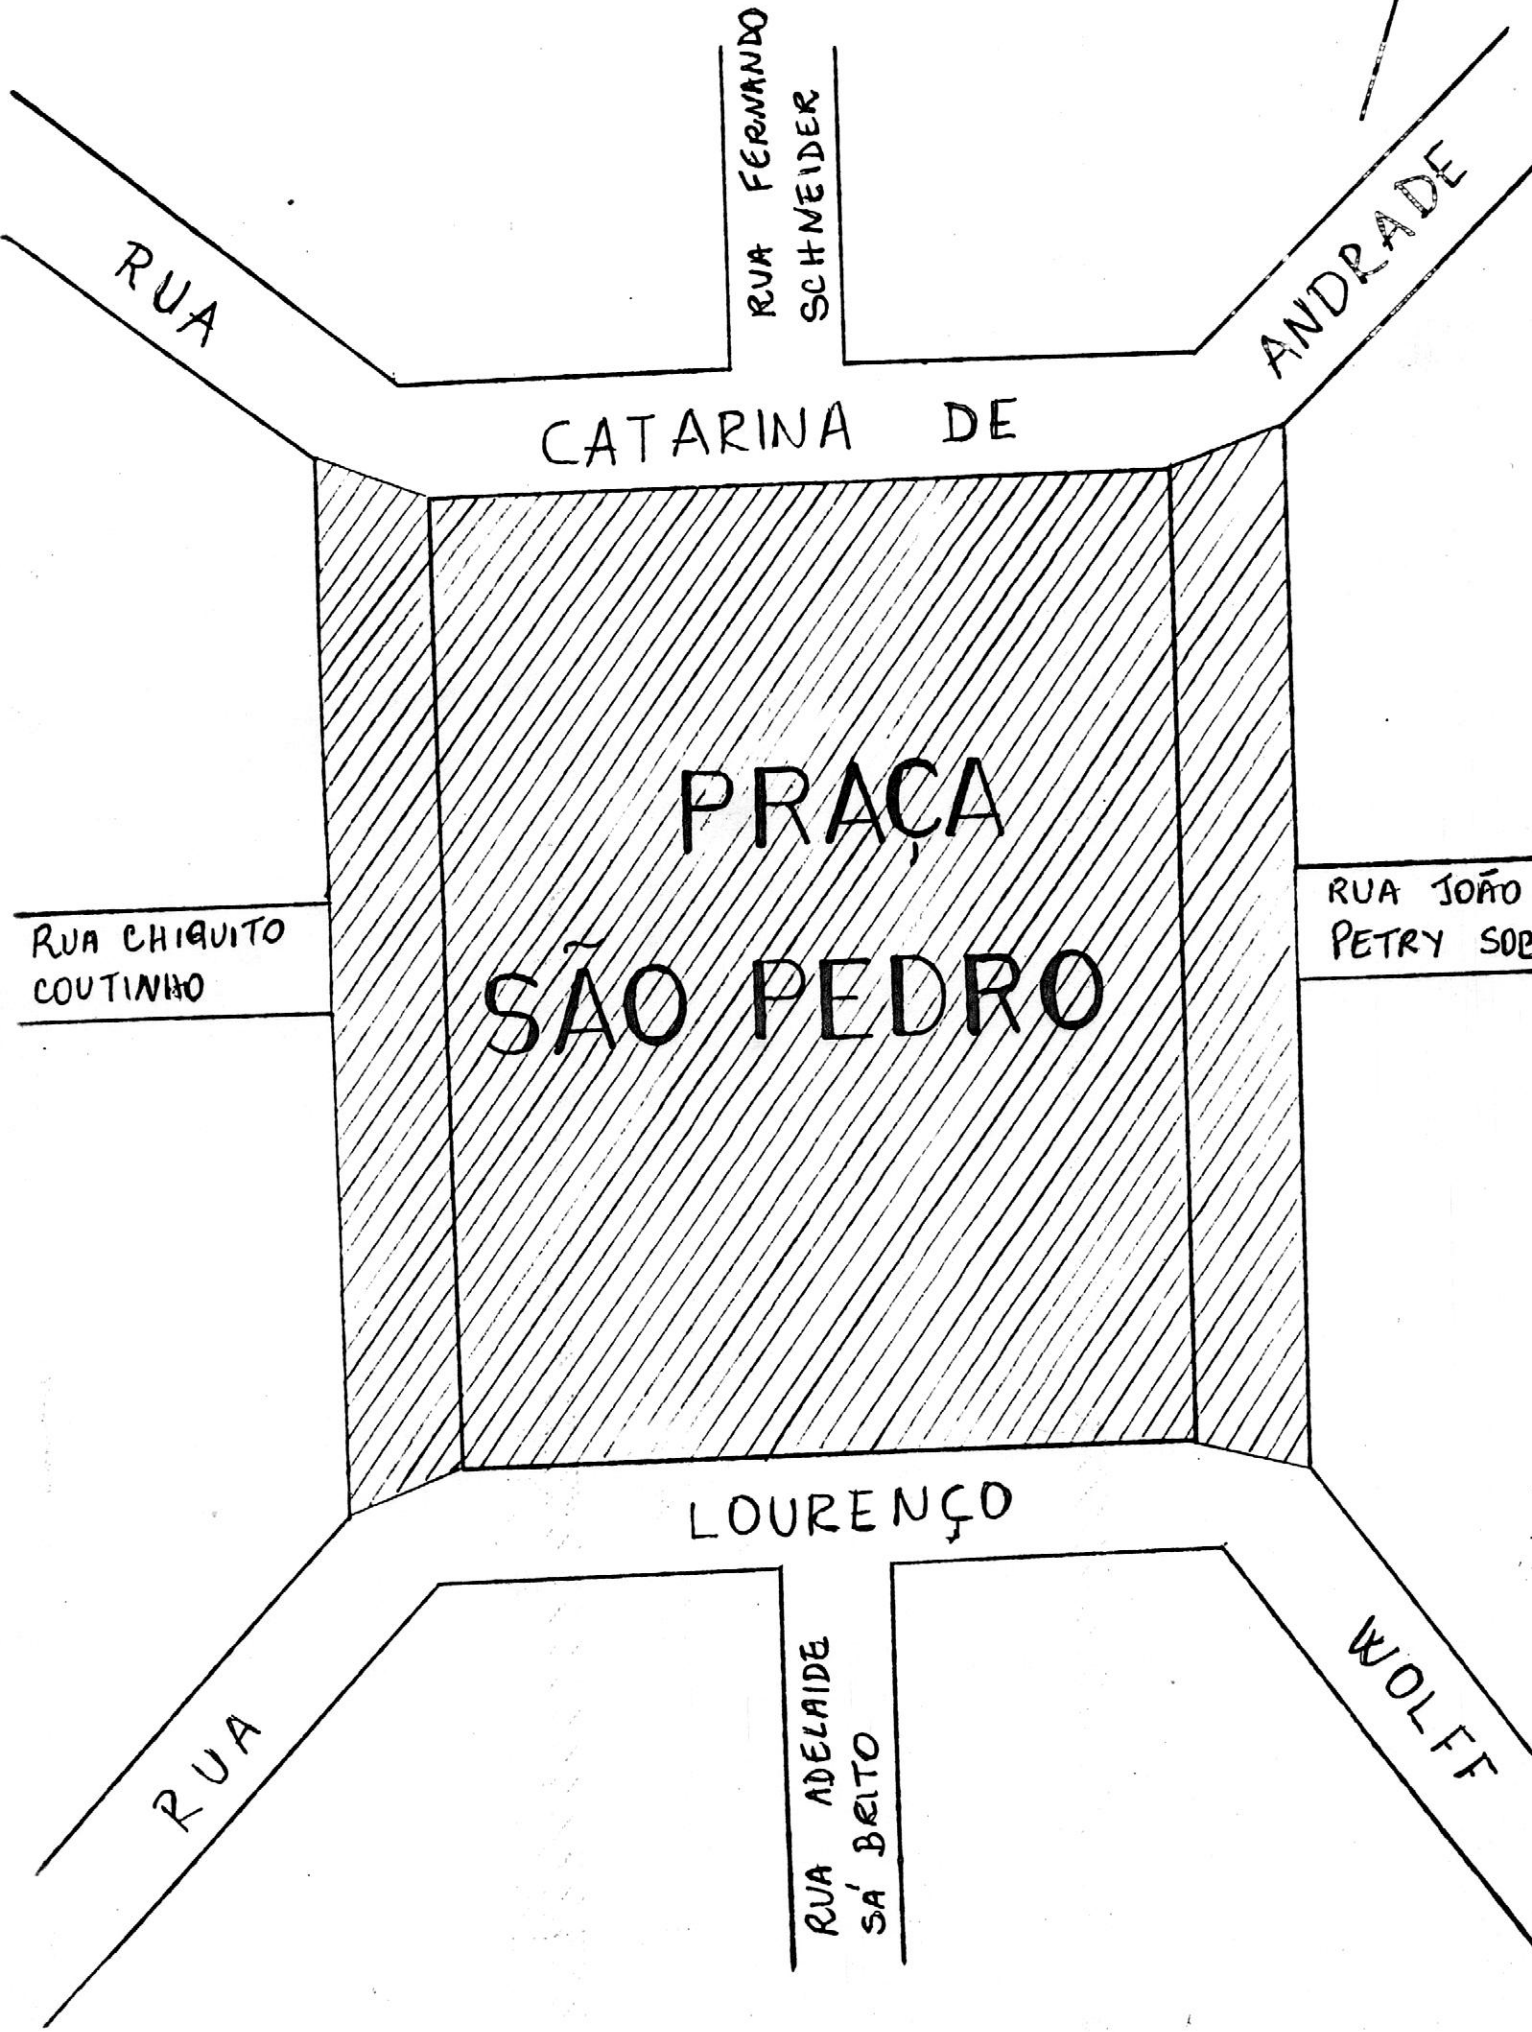 RUA FERNANDO
SCHNEIDER
RUA CATARINA DE ANDRADE
PRAÇA
SÃO PEDRO
RUA CHIQUITO
COUTINHO
RUA JOÃO
PETRY
RUA LOURENÇO WOLFF
RUA ADELAIDE
SÁ BRITO